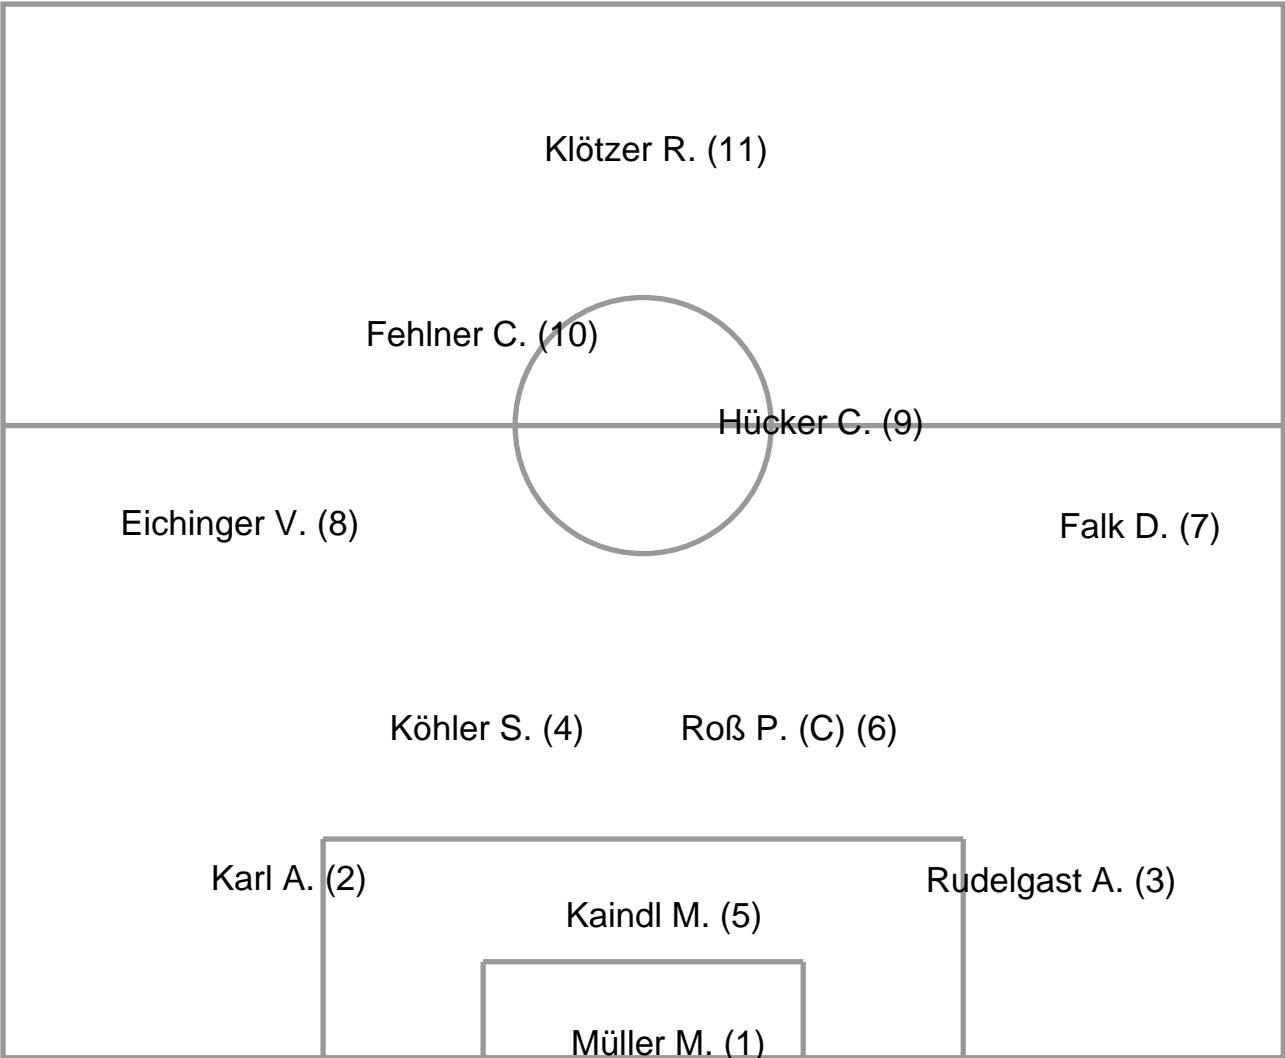 Klötzer R. (11)
Fehlner C. (10)
Hücker C. (9)
Eichinger V. (8)
Falk D. (7)
Köhler S. (4)
Roß P. (C) (6)
Karl A. (2)
Rudelgast A. (3)
Kaindl M. (5)
Müller M. (1)